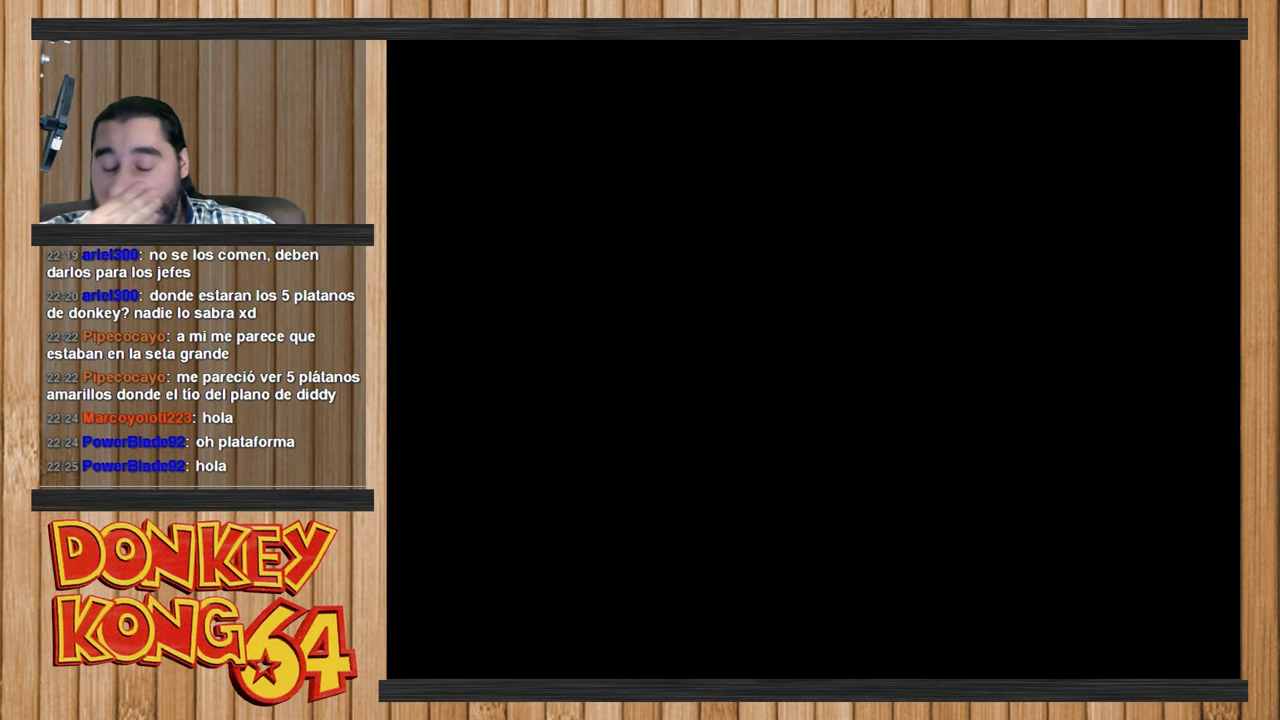 22:19 ariel300: no se los comen, deben
darlos para los jefes
22:20 ariel300: donde estaran los 5 platanos
de donkey? nadie lo sabra xd
22:22 Pipecocayo: a mi me parece que
estaban en la seta grande
22:22 Pipecocayo: me pareció ver 5 plátanos
amarillos donde el tío del plano de diddy
22:24 Marcoyolotl223: hola
22:24 PowerBlade92: oh plataforma
22:25 PowerBlade92: hola
DONKEY
KONG 64